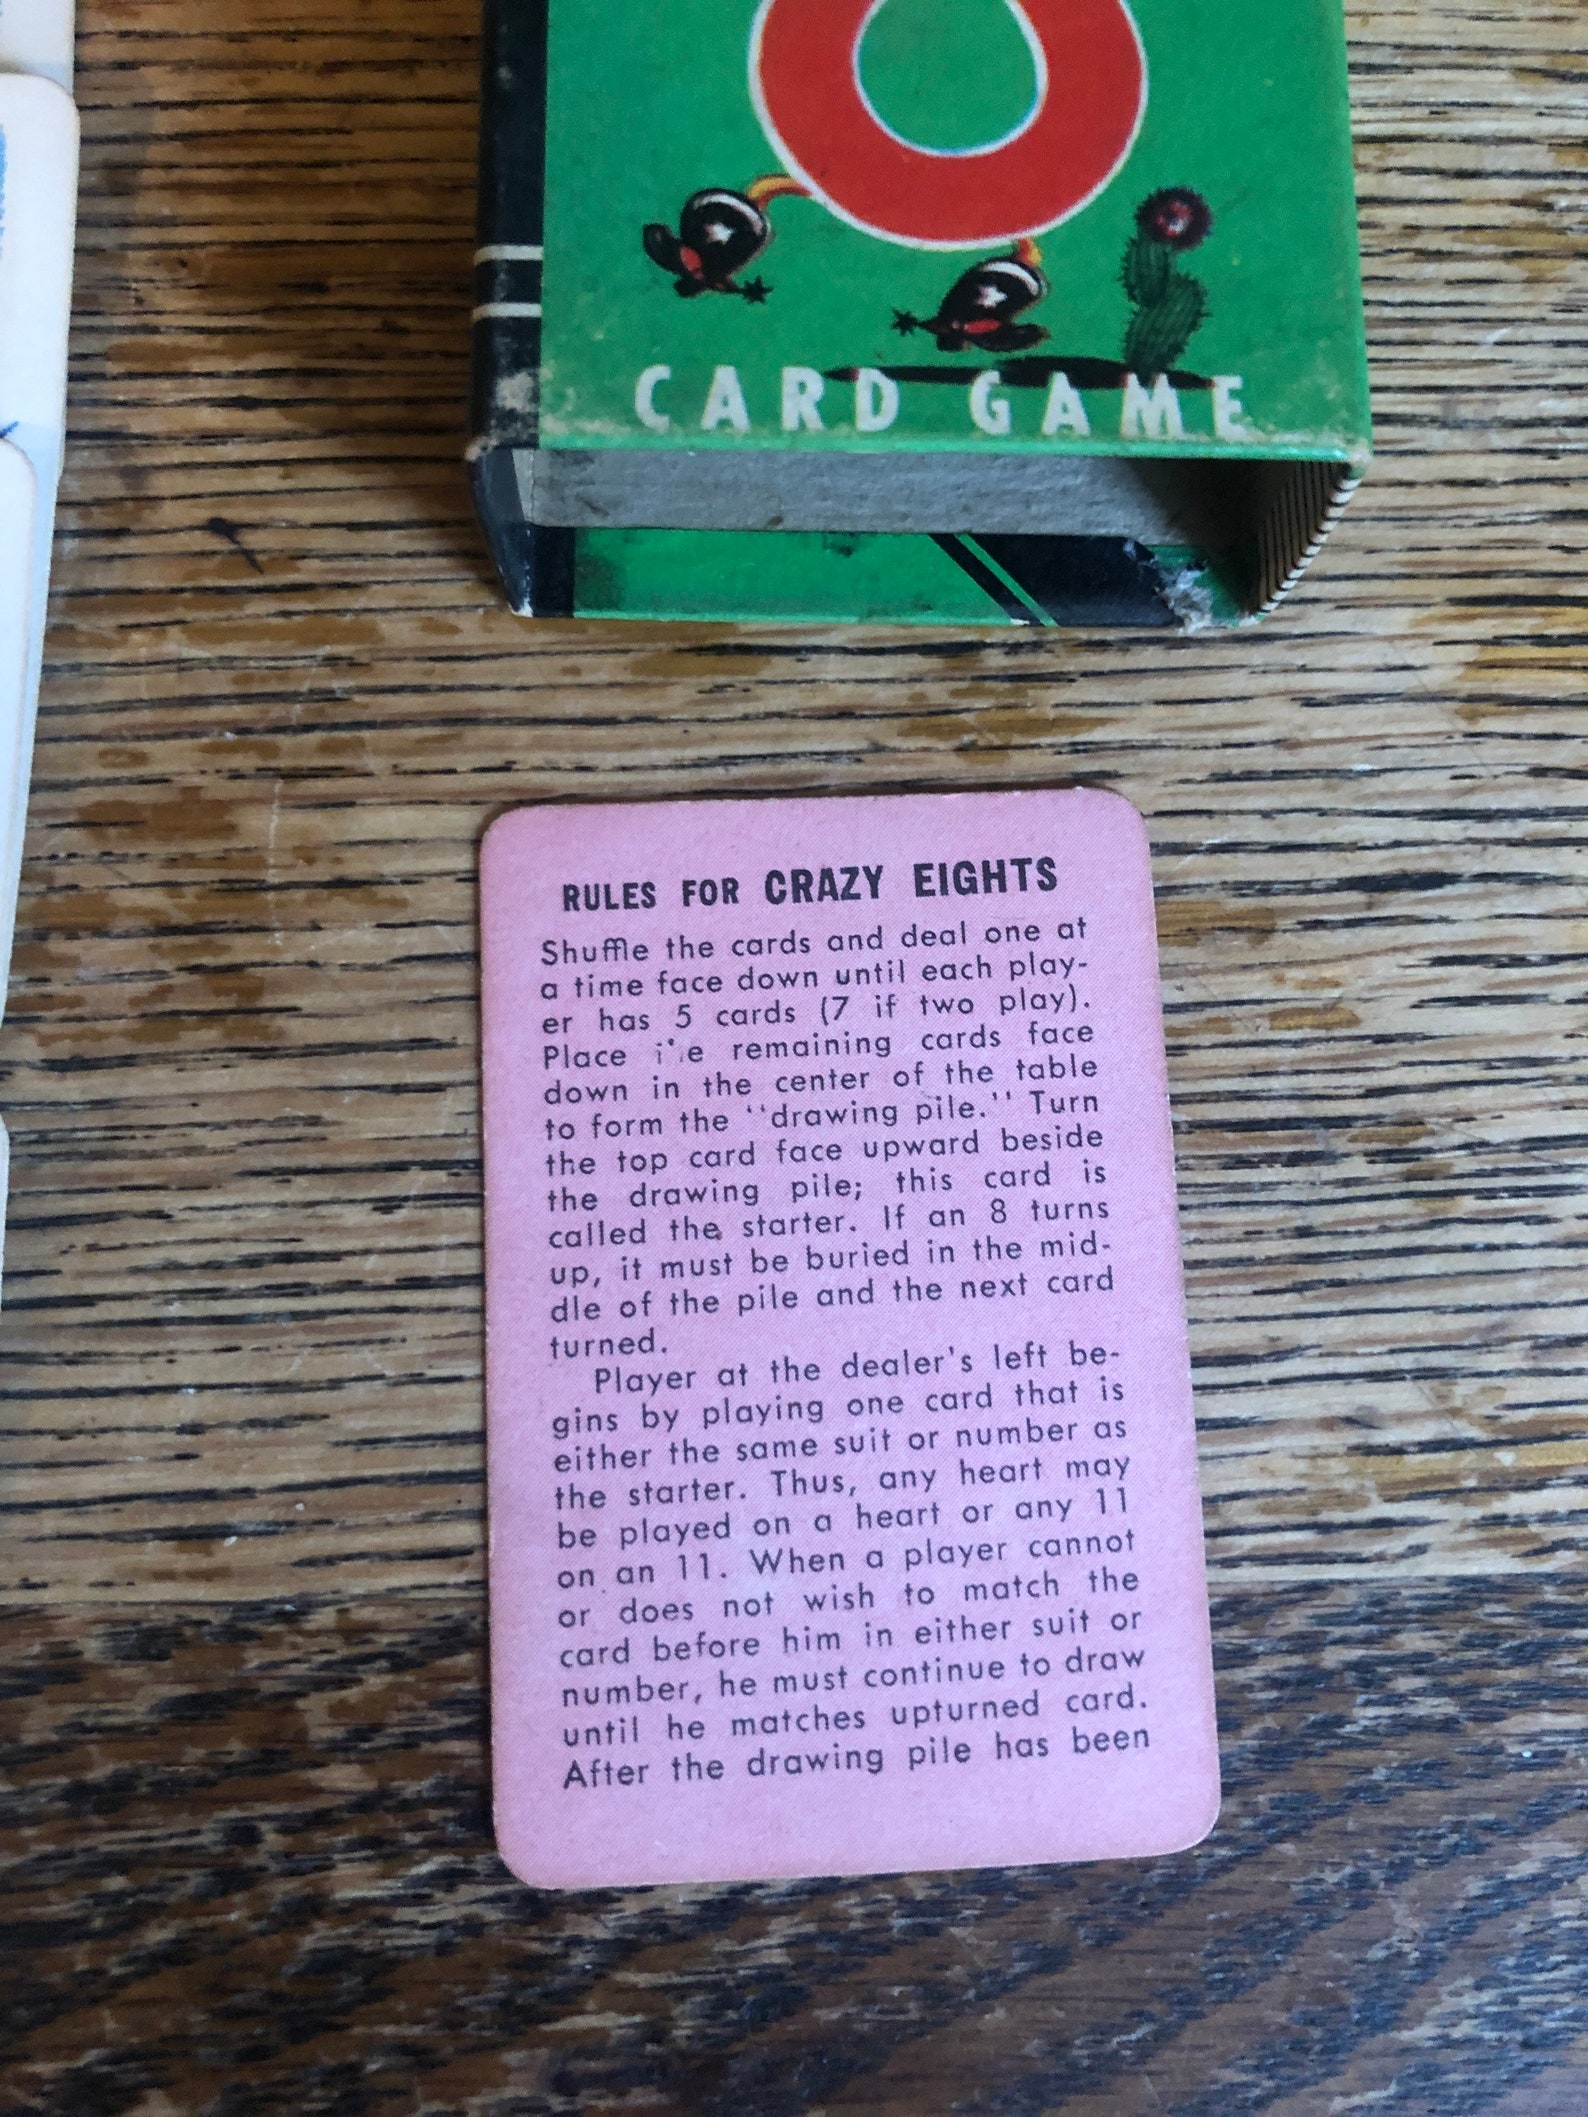 CARD GAME
RULES FOR CRAZY EIGHTS
Shuffle the cards and deal one at
a time face down until each play-
er has 5 cards (7 if two play).
Place remaining cards face
down in the center of the table
to form the "drawing pile." Turn
the top card face upward beside
the drawing pile; this card is
called the starter. If an 8 turns
up, it must be buried in the mid-
dle of the pile and the next card
turned.
Player at the dealer's left be-
gins by playing one card that is
either the same suit or number as
the starter. Thus, any heart may
be played on a heart or any 11
on an 11. When a player cannot
or does not wish to match the
card before him in either suit or
number, he must continue to draw
until he matches upturned card.
After the drawing pile has been